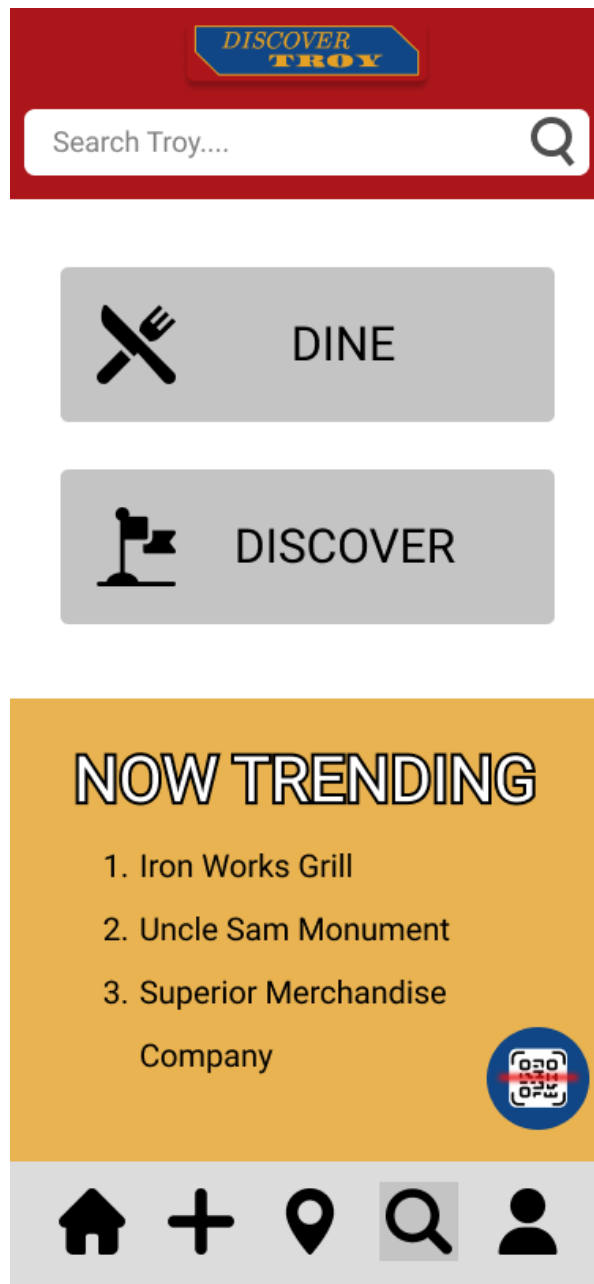 DISCOVER
TROY
Search Troy....
DINE
DISCOVER
NOW TRENDING
1. Iron Works Grill
2. Uncle Sam Monument
3. Superior Merchandise
Company